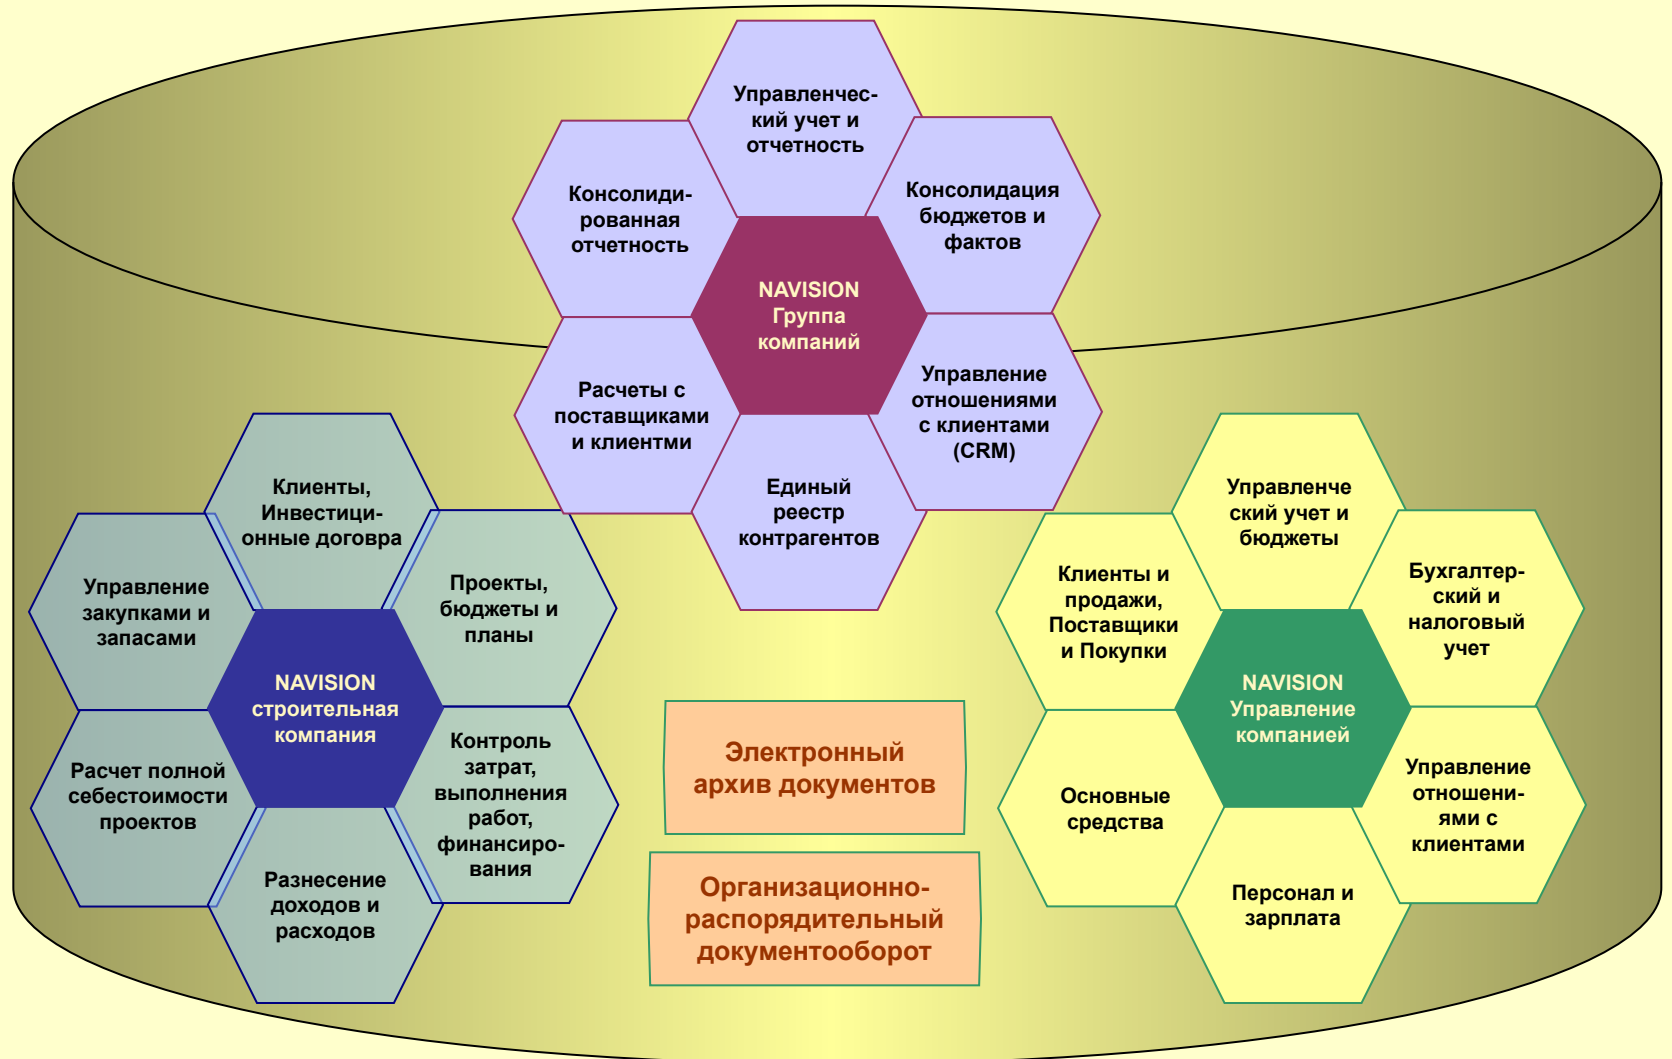 Управленчес-
кий учет и
отчетность
Консолиди-
рованная
отчетность
Консолидация
бюджетов и
фактов
NAVISION
Группа
компаний
Расчеты с
поставщиками
и клиентми
Управление
отношениями
с клиентами
(CRM)
Единый
реестр
контрагентов
Клиенты,
Инвестици-
онные договра
Управление
закупками и
запасами
Проекты,
бюджеты и
планы
NAVISION
строительная
компания
Расчет полной
себестоимости
проектов
Контроль
затрат,
выполнения
работ,
финансиро-
вания
Разнесение
доходов и
расходов
Электронный
архив документов
Организационно-
распорядительный
документооборот
Управленче
ский учет и
бюджеты
Клиенты и
продажи,
Поставщики
и Покупки
Бухгалтер-
ский и
налоговый
учет
NAVISION
Управление
компанией
Основные
средства
Управление
отношени-
ями с
клиентами
Персонал и
зарплата